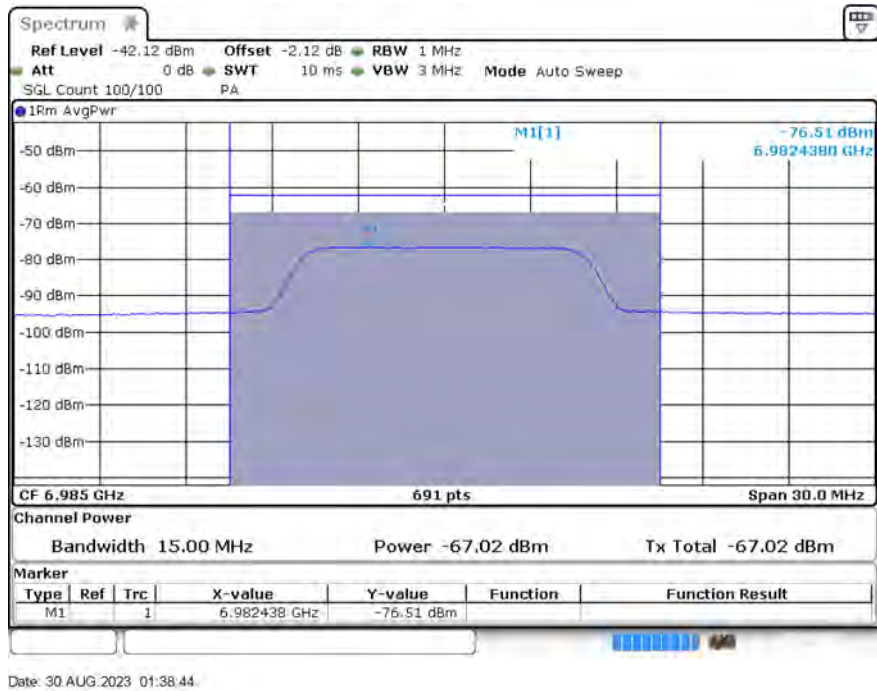 Spectrum
Ref Level -42.12 dBm Offset -2.12 dB RBW 1 MHz
Att 0 dB SWT 10 ms VBW 3 MHz Mode Auto Sweep
SGL Count 100/100 PA
1Rm AvgPwr
M1[1] -76.51 dBm
6.9824380 GHz
-50 dBm
-60 dBm
-70 dBm
-80 dBm
-90 dBm
-100 dBm
-110 dBm
-120 dBm
-130 dBm
CF 6.985 GHz 691 pts Span 30.0 MHz
Channel Power
Bandwidth 15.00 MHz Power -67.02 dBm Tx Total -67.02 dBm
Marker
Type Ref Trc X-value Y-value Function Function Result
M1 1 6.982438 GHz -76.51 dBm
Date: 30.AUG.2023 01:38:44